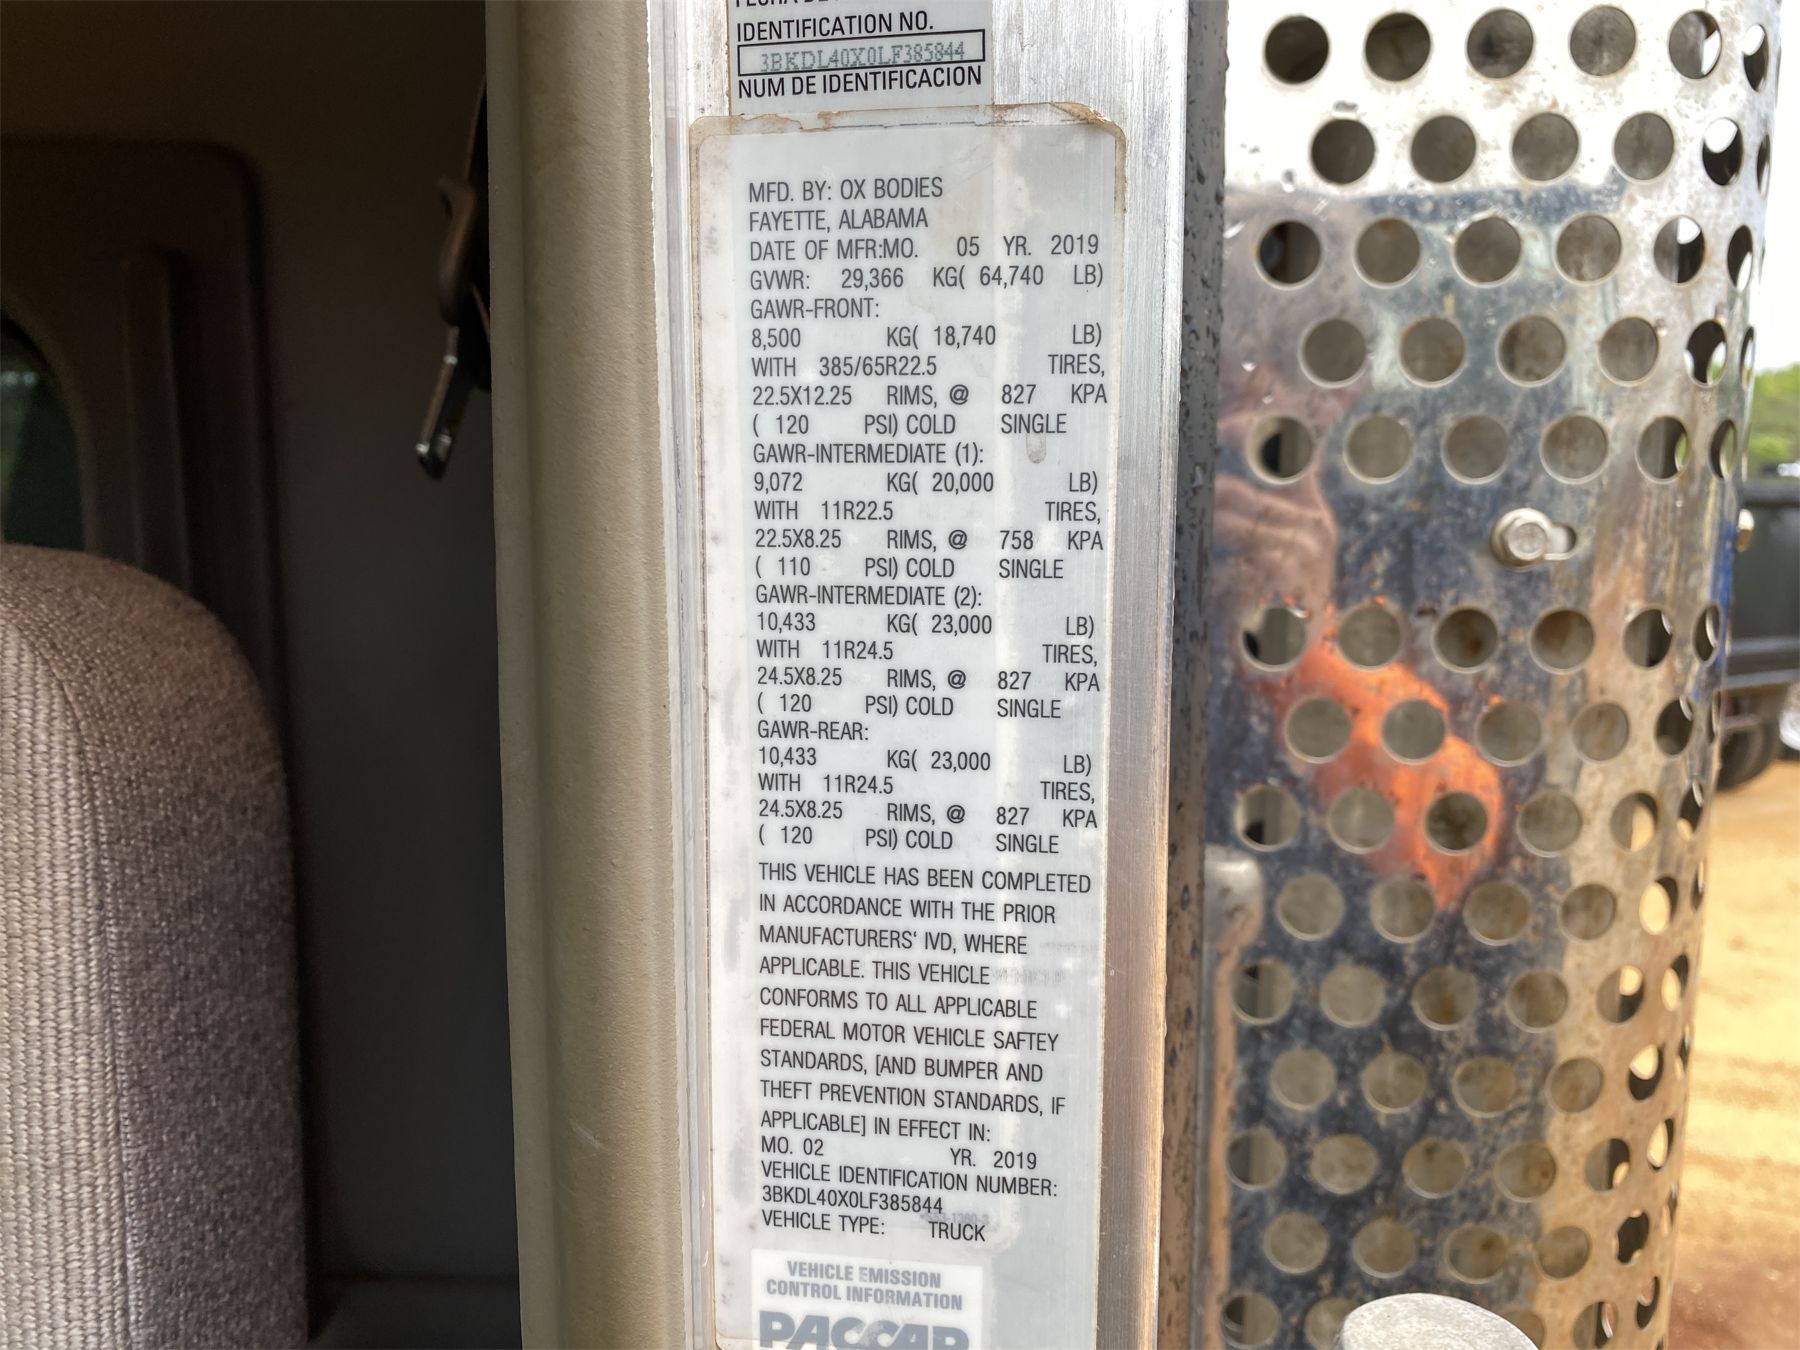 IDENTIFICATION NO.
3BKDL40X0LF385844
NUM DE IDENTIFICACION
MFD. BY: OX BODIES
FAYETTE, ALABAMA
DATE OF MFR:MO. 05 YR. 2019
GVWR: 29,366 KG( 64,740 LB)
GAWR-FRONT:
8,500 KG( 18,740 LB)
WITH 385/65R22.5 TIRES,
22.5X12.25 RIMS, @ 827 KPA
( 120 PSI) COLD SINGLE
GAWR-INTERMEDIATE (1):
9,072 KG( 20,000 LB)
WITH 11R22.5 TIRES,
22.5X8.25 RIMS, @ 758 KPA
( 110 PSI) COLD SINGLE
GAWR-INTERMEDIATE (2):
10,433 KG( 23,000 LB)
WITH 11R24.5 TIRES,
24.5X8.25 RIMS, @ 827 KPA
( 120 PSI) COLD SINGLE
GAWR-REAR:
10,433 KG( 23,000 LB)
WITH 11R24.5 TIRES,
24.5X8.25 RIMS, @ 827 KPA
( 120 PSI) COLD SINGLE
THIS VEHICLE HAS BEEN COMPLETED
IN ACCORDANCE WITH THE PRIOR
MANUFACTURERS' IVD, WHERE
APPLICABLE. THIS VEHICLE
CONFORMS TO ALL APPLICABLE
FEDERAL MOTOR VEHICLE SAFTEY
STANDARDS, [AND BUMPER AND
THEFT PREVENTION STANDARDS, IF
APPLICABLE] IN EFFECT IN:
MO. 02 YR. 2019
VEHICLE IDENTIFICATION NUMBER:
3BKDL40X0LF385844
VEHICLE TYPE: TRUCK
VEHICLE EMISSION
CONTROL INFORMATION
PACCAR